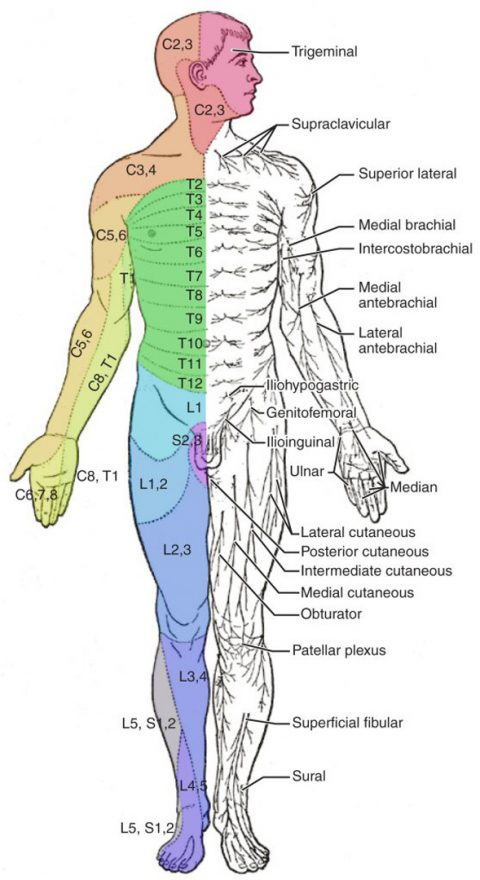 C2,3
Trigeminal
C2,3
Supraclavicular
C3,4
Superior lateral
T2
T3
T4
T5
C5,6
Medial brachial
Intercostobrachial
T6
T1
T7
T8
Medial
antebrachial
T9
Lateral
antebrachial
C5,6
T10
C8, T1
T11
T12
Iliohypogastric
L1
Genitofemoral
S2,3
Ilioinguinal
C8, T1
Ulnar
Median
C6,7,8
L1,2
Lateral cutaneous
L2,3
Posterior cutaneous
Intermediate cutaneous
Medial cutaneous
Obturator
Patellar plexus
L3,4
L5, S1,2
Superficial fibular
Sural
L4,5
L5, S1,2